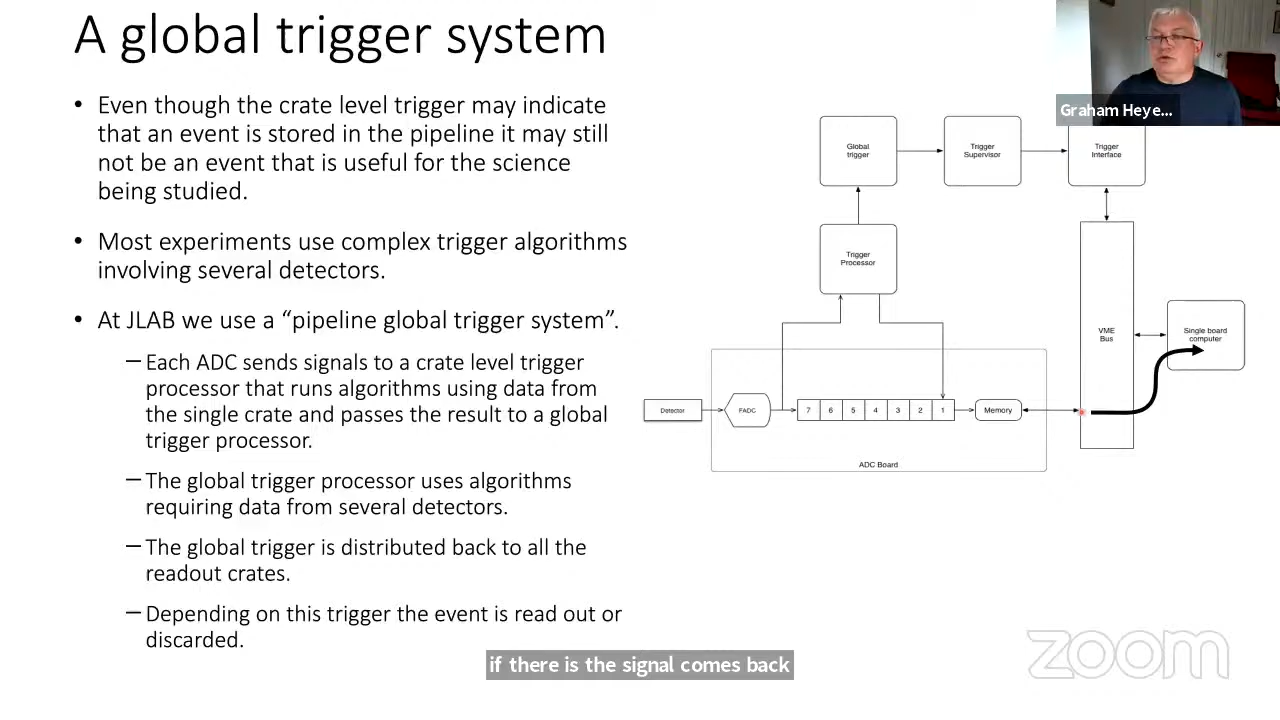 A global trigger system
• Even though the crate level trigger may indicate
that an event is stored in the pipeline it may still
not be an event that is useful for the science
being studied.
• Most experiments use complex trigger algorithms
involving several detectors.
• At JLAB we use a “pipeline global trigger system”.
– Each ADC sends signals to a crate level trigger
processor that runs algorithms using data from
the single crate and passes the result to a global
trigger processor.
– The global trigger processor uses algorithms
requiring data from several detectors.
– The global trigger is distributed back to all the
readout crates.
– Depending on this trigger the event is read out or
discarded.
Graham Heye...
Global
trigger
Trigger
Supervisor
Trigger
Interface
Trigger
Processor
VME
Bus
Single board
computer
Detector
FADC
7 6 5 4 3 2 1
Memory
ADC Board
if there is the signal comes back
zoom